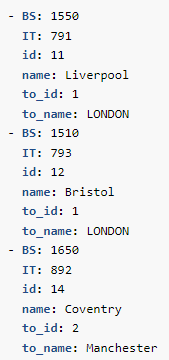 - BS: 1550
IT: 791
id: 11
name: Liverpool
to_id: 1
to_name: LONDON
- BS: 1510
IT: 793
id: 12
name: Bristol
to_id: 1
to_name: LONDON
- BS: 1650
IT: 892
id: 14
name: Coventry
to_id: 2
to_name: Manchester